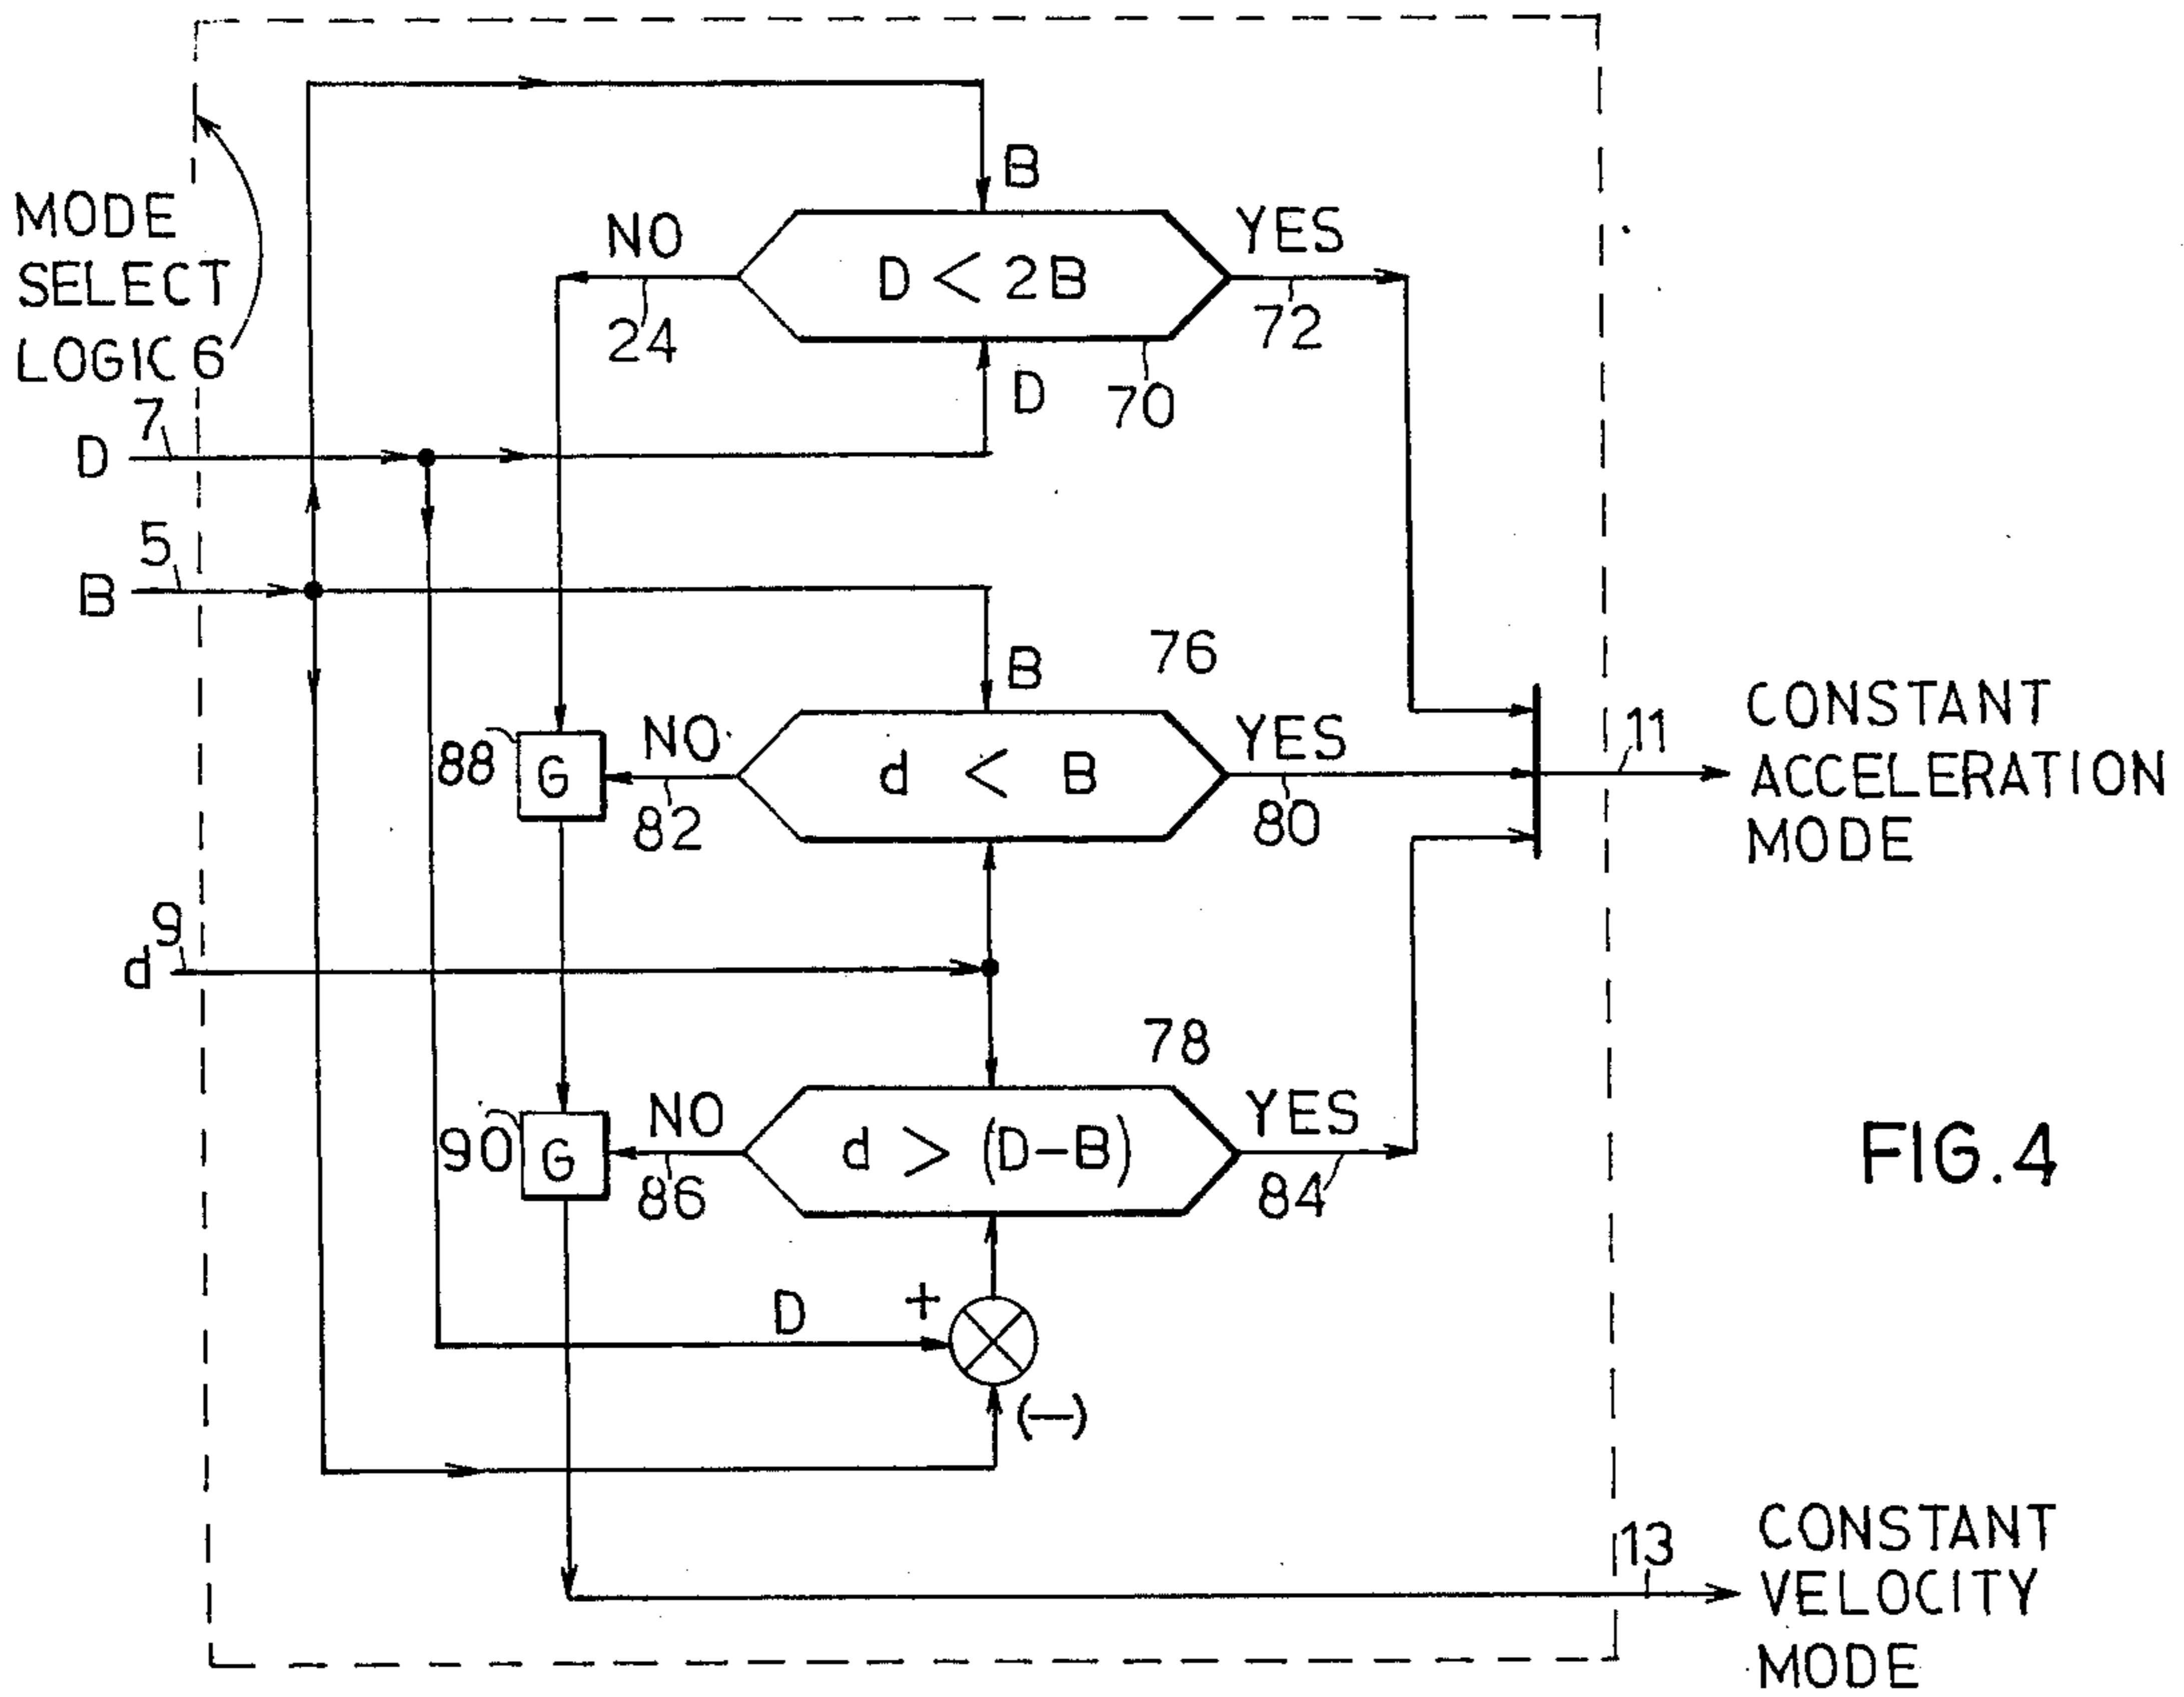 B
MODE
SELECT
LOGIC 6
NO
YES
D < 2B
24
72
D
70
7
D
5
B
B
76
NO
YES
88
G
d < B
82
80
11
CONSTANT
ACCELERATION
MODE
9
d
78
NO
YES
90
G
d > (D-B)
86
84
FIG.4
D
+
(-)
13
CONSTANT
VELOCITY
MODE